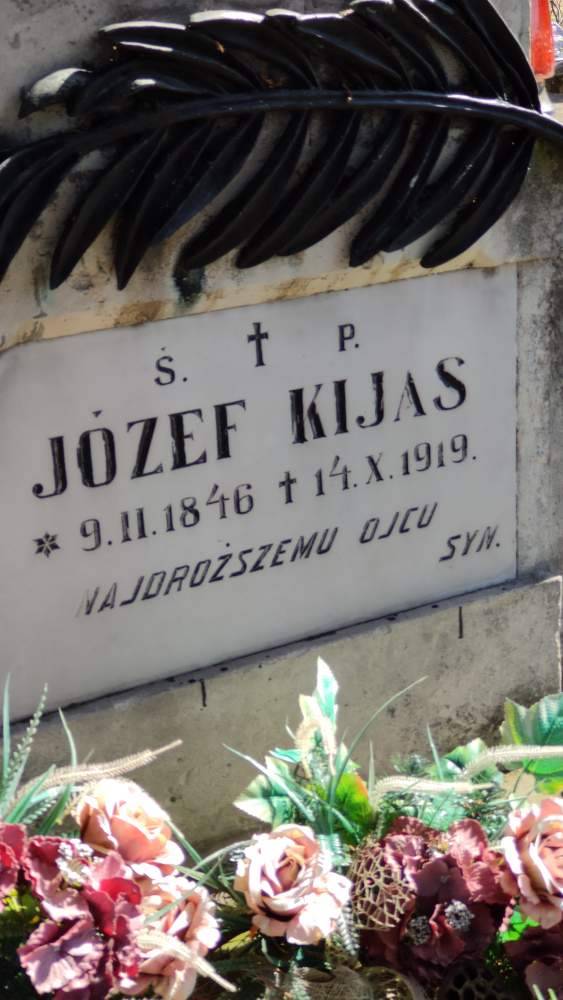 Ś. † P.
JÓZEF KIJAS
* 9.II.1846 † 14.X.1919.
NAJDROŻSZEMU OJCU
SYN.